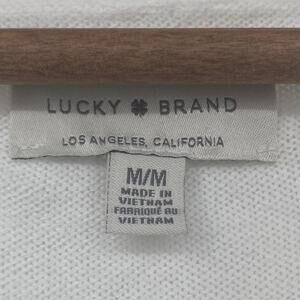 LUCKY BRAND
LOS ANGELES, CALIFORNIA
M/M
MADE IN
VIETNAM
FABRIQUÉ AU
VIETNAM